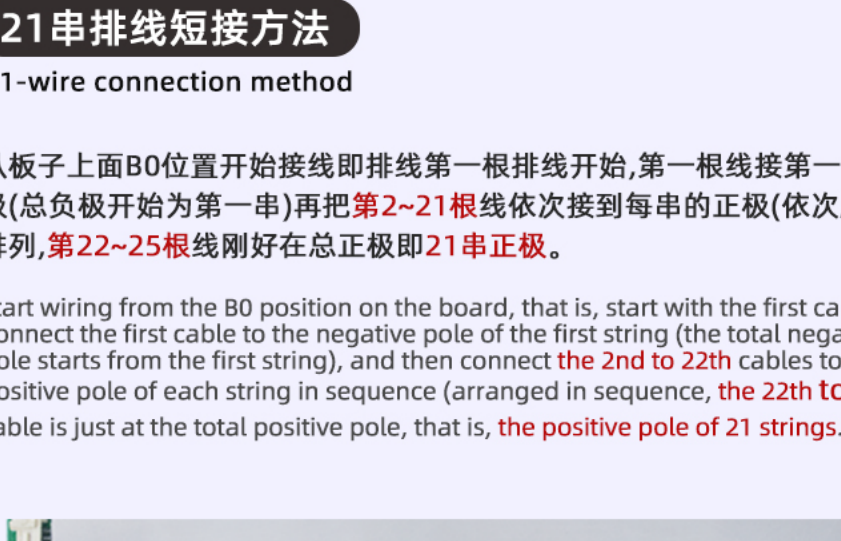 21串排线短接方法
1-wire connection method
板子上面B0位置开始接线即排线第一根排线开始,第一根线接第一
(总负极开始为第一串)再把第2~21根线依次接到每串的正极(依次
列,第22~25根线刚好在总正极即21串正极。
art wiring from the B0 position on the board, that is, start with the first ca
onnect the first cable to the negative pole of the first string (the total nega
ole starts from the first string), and then connect the 2nd to 22th cables to
ositive pole of each string in sequence (arranged in sequence, the 22th to
able is just at the total positive pole, that is, the positive pole of 21 strings.